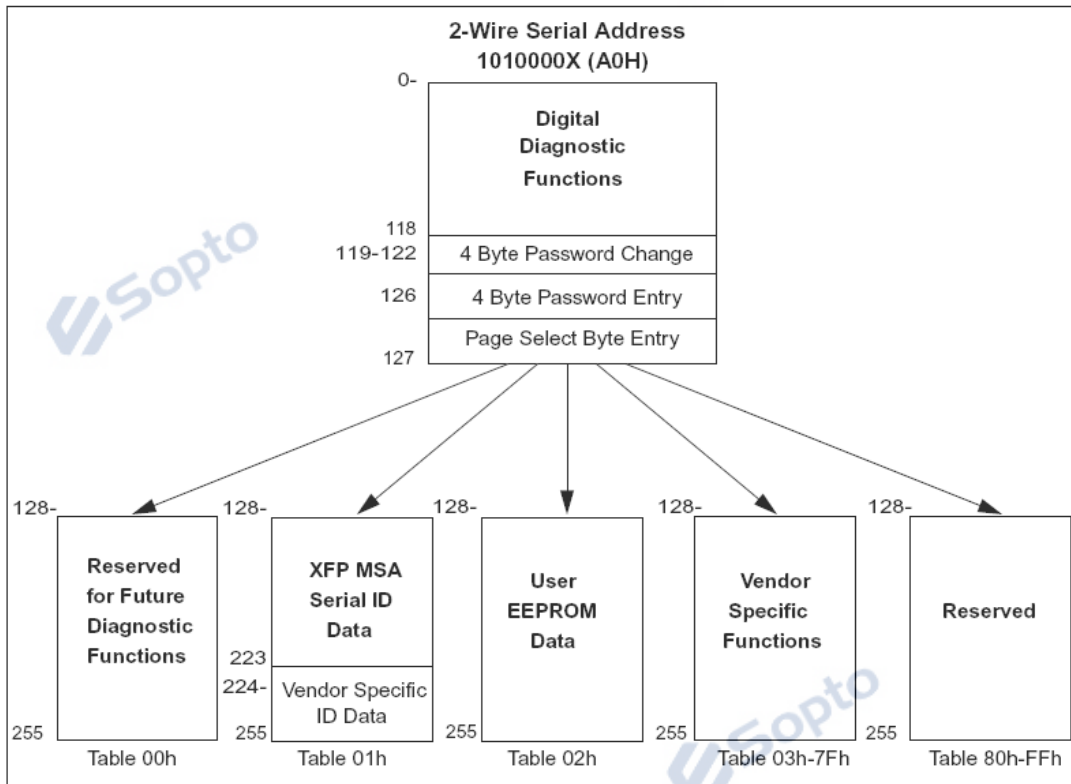 2-Wire Serial Address
1010000X (A0H)
0-
Digital
Diagnostic
Functions
118
119-122
4 Byte Password Change
126
4 Byte Password Entry
Page Select Byte Entry
127
Sopto
128-
Reserved
for Future
Diagnostic
Functions
255
Table 00h
128-
XFP MSA
Serial ID
Data
223
224-
Vendor Specific
ID Data
255
Table 01h
128-
User
EEPROM
Data
255
Table 02h
128-
Vendor
Specific
Functions
255
Table 03h-7Fh
128-
Reserved
255
Table 80h-FFh
Sopto